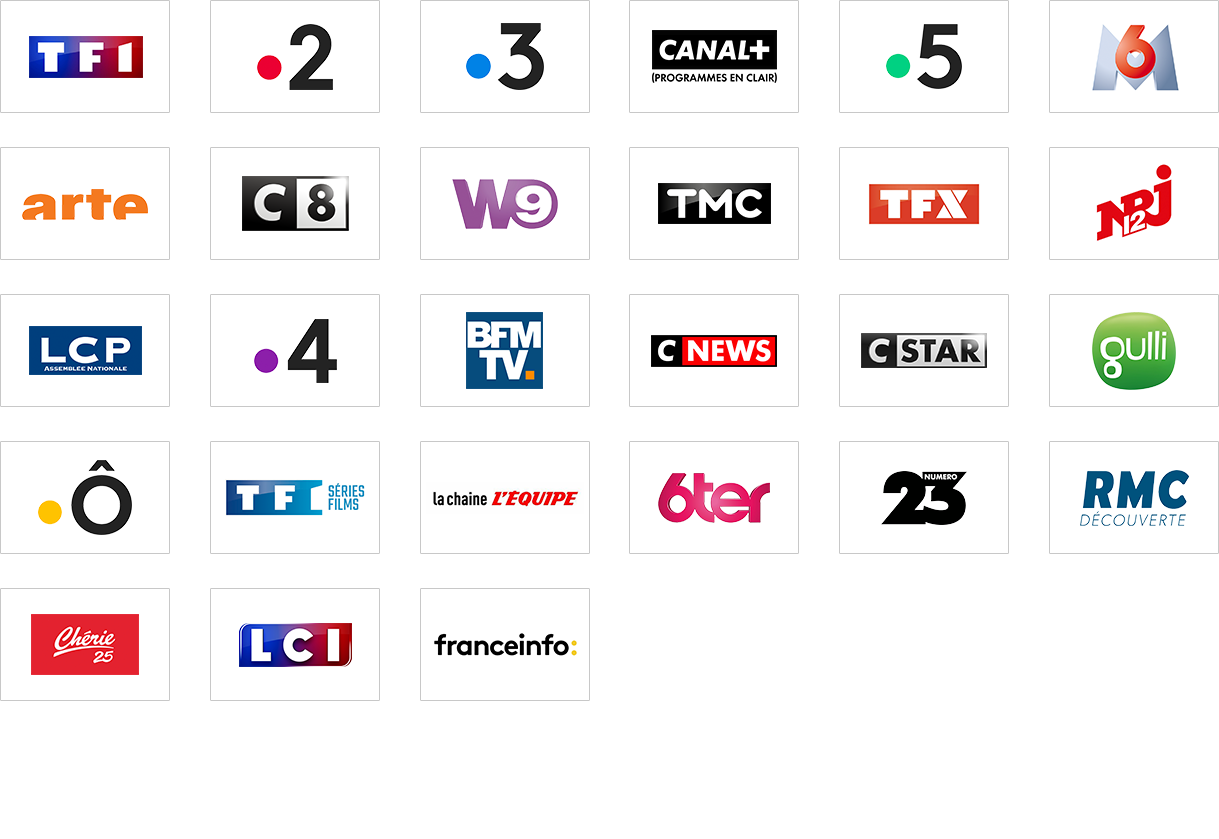 TF1
2
3
CANAL+
(PROGRAMMES EN CLAIR)
5
M6
arte
C8
W9
TMC
TFX
NRJ
12
LCP
ASSEMBLÉE NATIONALE
4
BFM
TV.
CNEWS
CSTAR
gulli
Ô
TF1 SÉRIES
FILMS
la chaine L'ÉQUIPE
6ter
NUMERO
23
RMC
DÉCOUVERTE
Chérie
25
LCI
franceinfo: